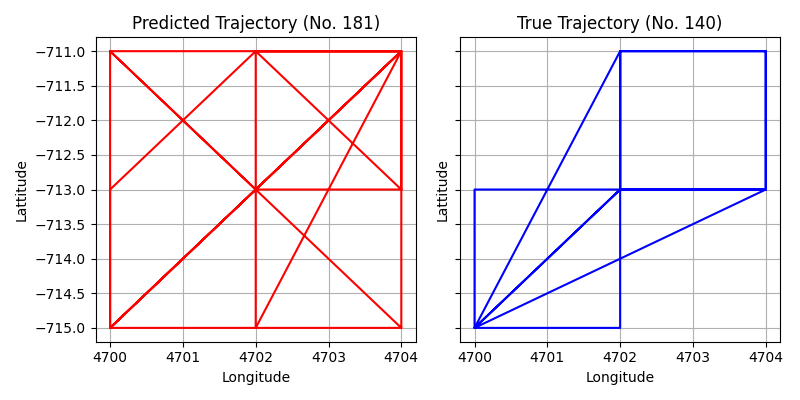 Predicted Trajectory (No. 181)
True Trajectory (No. 140)
−711.0
−711.5
−712.0
−712.5
−713.0
−713.5
−714.0
−714.5
−715.0
Lattitude
Lattitude
4700 4701 4702 4703 4704
4700 4701 4702 4703 4704
Longitude
Longitude